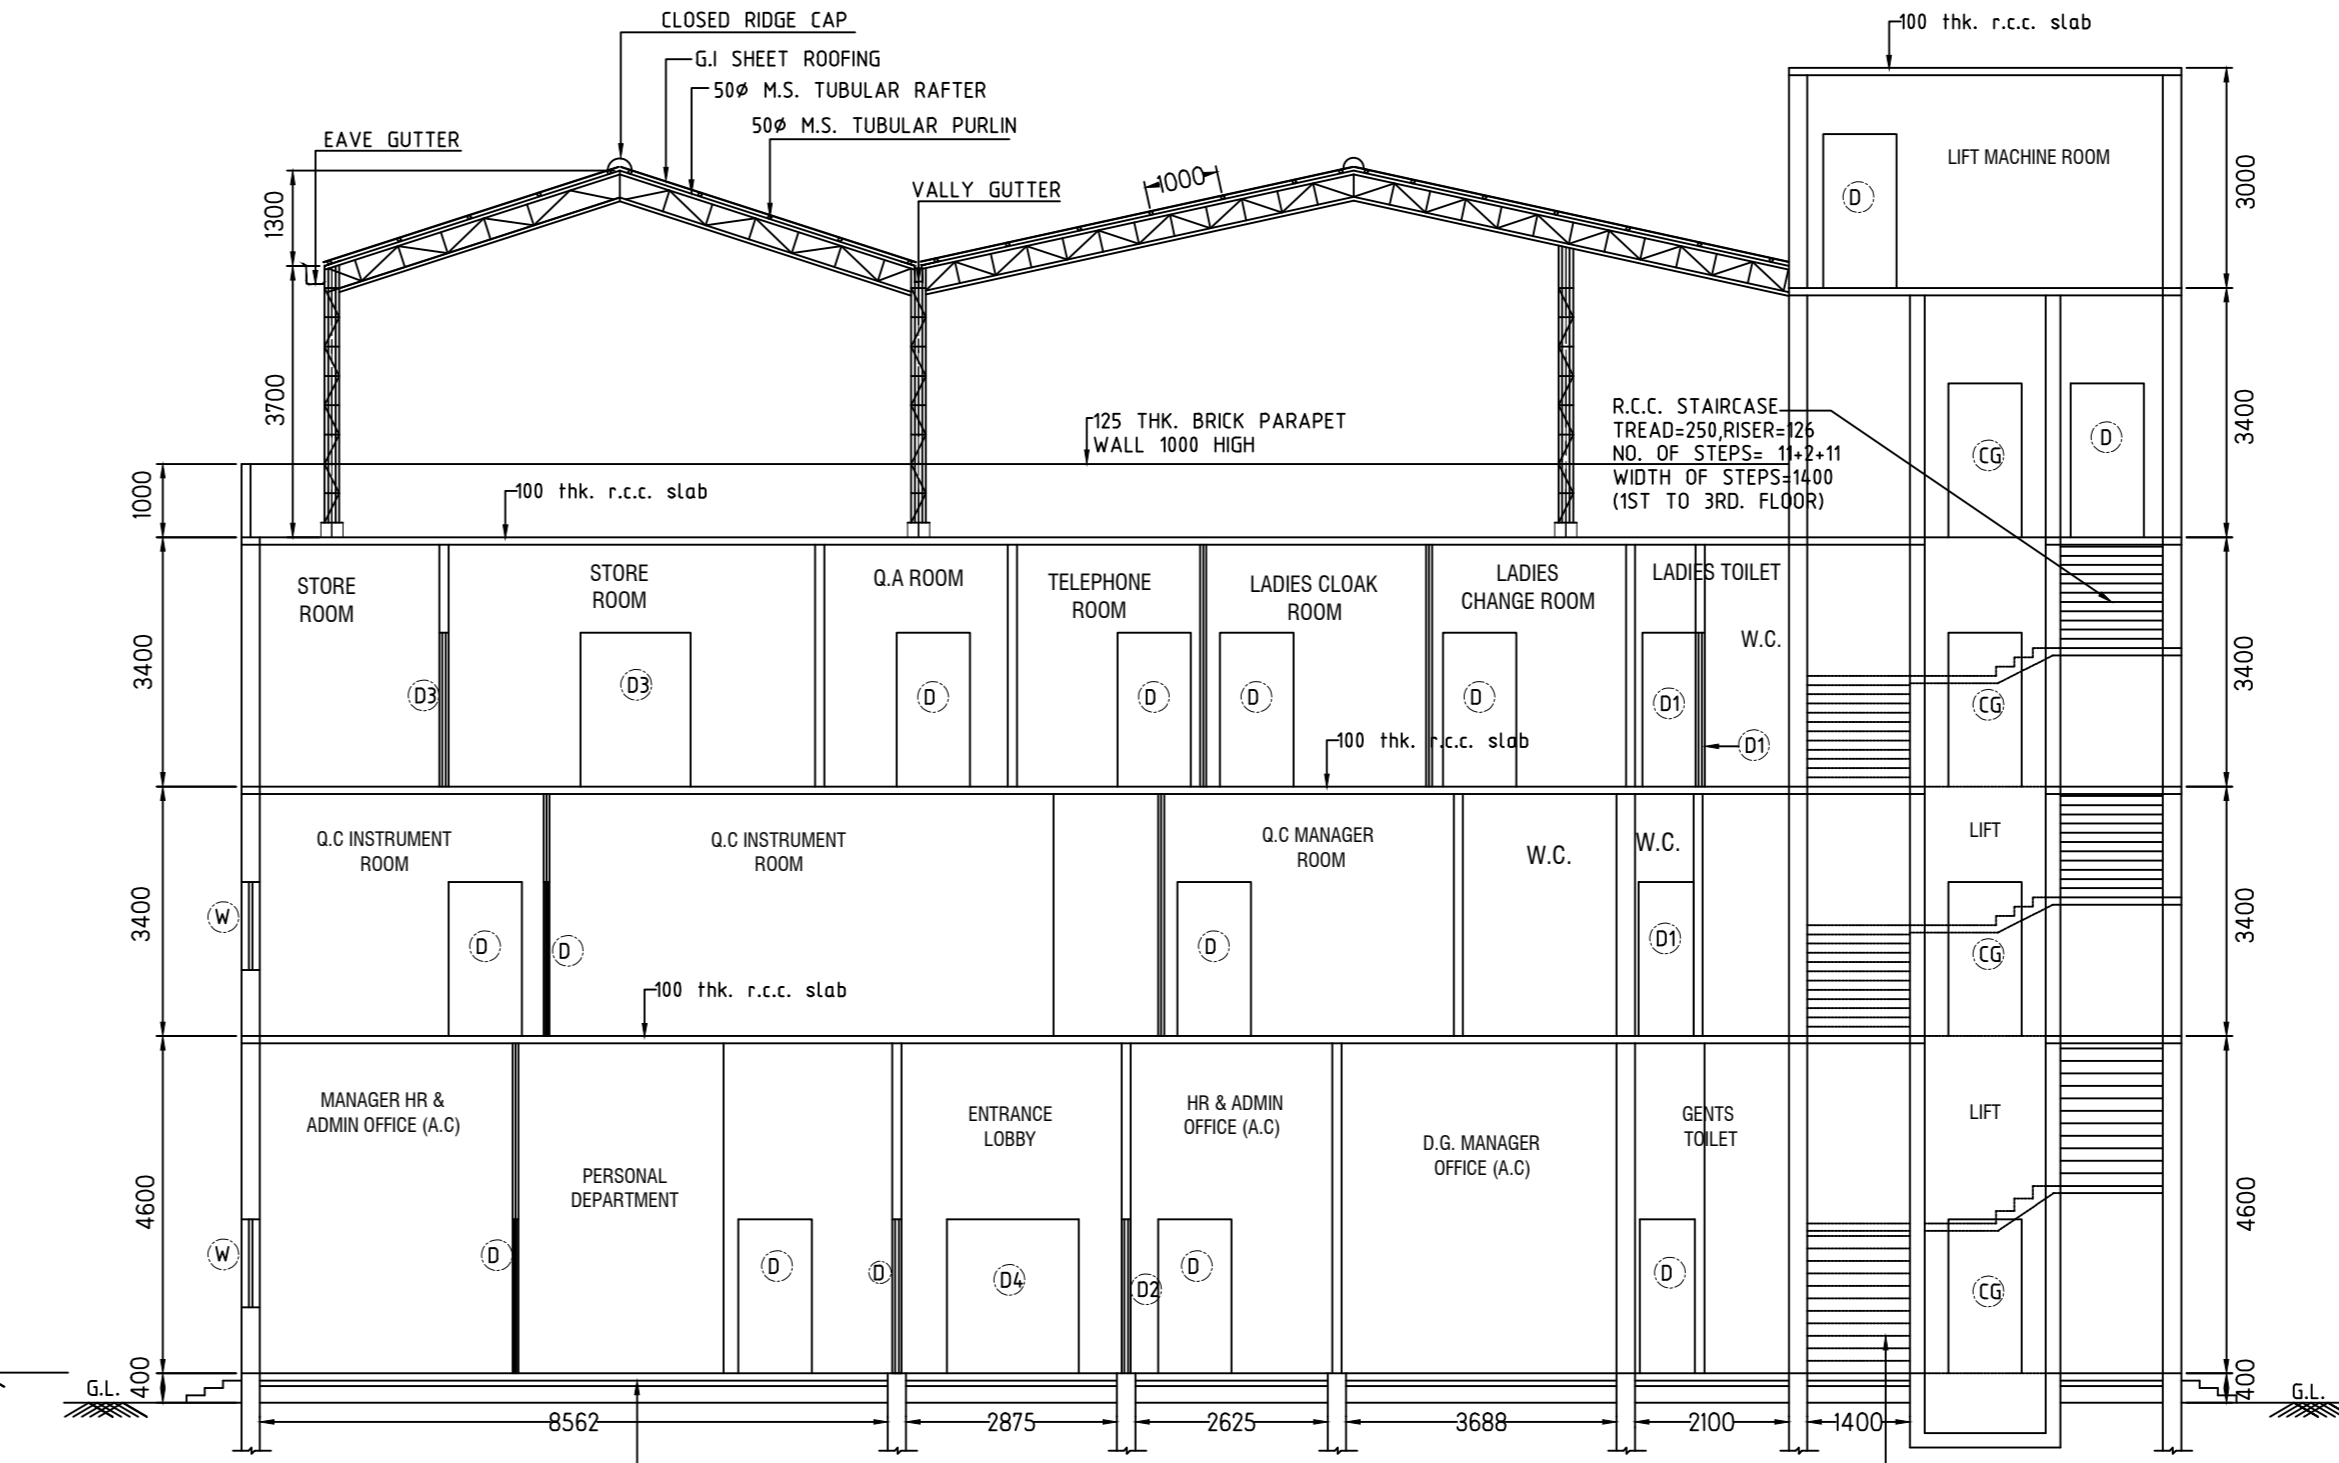 CLOSED RIDGE CAP
100 thk. r.c.c. slab
G.I SHEET ROOFING
50Ø M.S. TUBULAR RAFTER
50Ø M.S. TUBULAR PURLIN
EAVE GUTTER
LIFT MACHINE ROOM
VALLY GUTTER
1000
1300
3000
D
3700
3400
R.C.C. STAIRCASE
TREAD=250,RISER=126
NO. OF STEPS= 11+2+11
WIDTH OF STEPS=1400
(1ST TO 3RD. FLOOR)
125 THK. BRICK PARAPET
WALL 1000 HIGH
CG
D
1000
100 thk. r.c.c. slab
STORE
ROOM
STORE
ROOM
Q.A ROOM
TELEPHONE
ROOM
LADIES CLOAK
ROOM
LADIES
CHANGE ROOM
LADIES TOILET
W.C.
3400
3400
D3
D3
D
D
D
D
D1
D1
CG
100 thk. r.c.c. slab
Q.C INSTRUMENT
ROOM
Q.C INSTRUMENT
ROOM
Q.C MANAGER
ROOM
W.C.
W.C.
LIFT
3400
3400
W
D
D
D
D1
CG
100 thk. r.c.c. slab
MANAGER HR &
ADMIN OFFICE (A.C)
PERSONAL
DEPARTMENT
ENTRANCE
LOBBY
HR & ADMIN
OFFICE (A.C)
D.G. MANAGER
OFFICE (A.C)
GENTS
TOILET
LIFT
4600
4600
W
D
D
D
D4
D2
D
D
CG
G.L.
400
400
G.L.
8562
2875
2625
3688
2100
1400